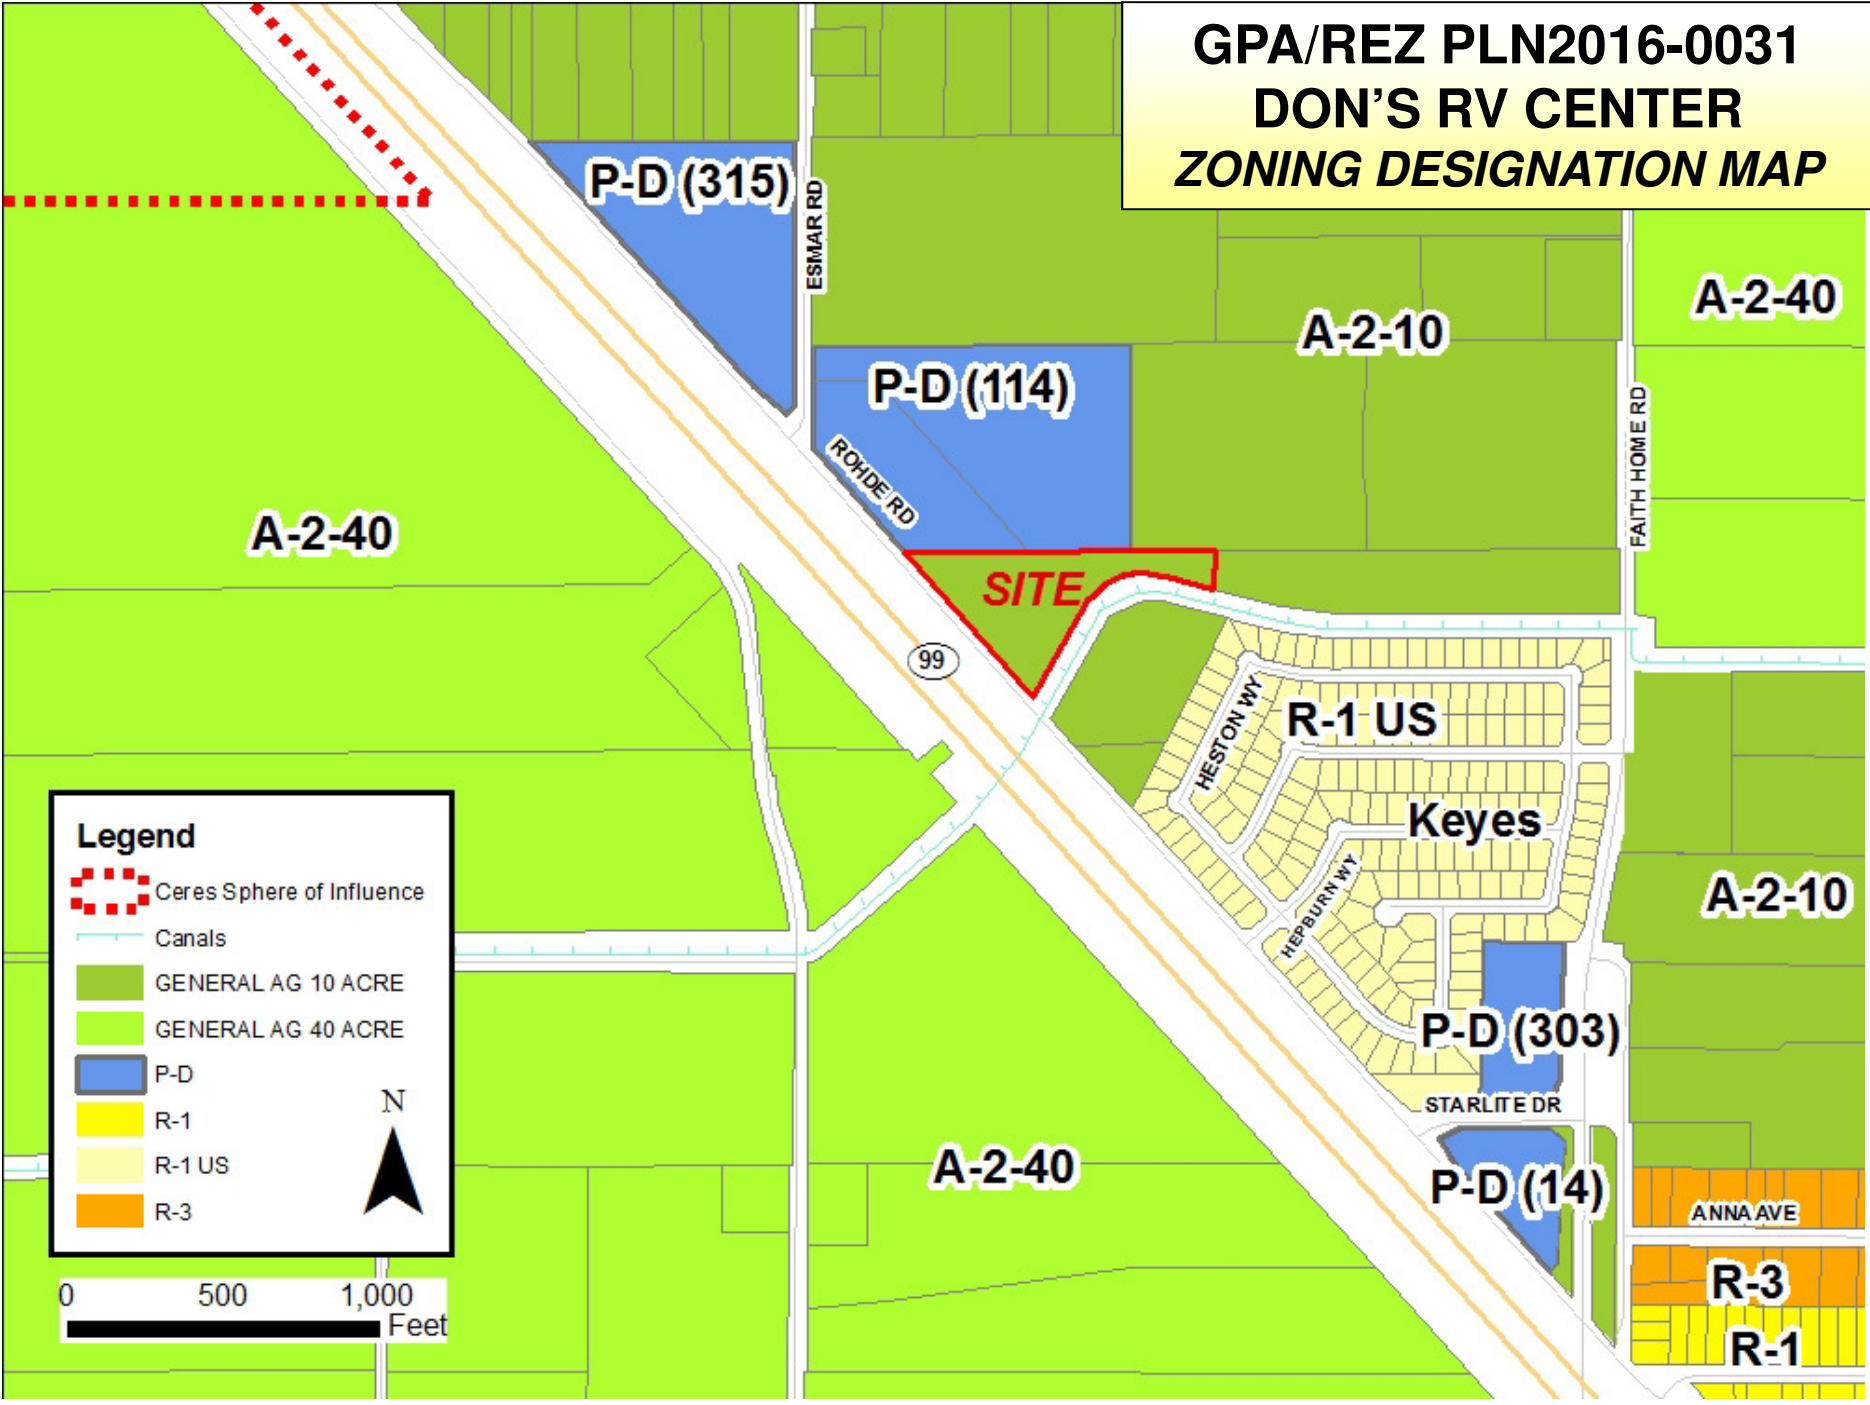 GPA/REZ PLN2016-0031
DON'S RV CENTER
ZONING DESIGNATION MAP
P-D (315)
ESMAR RD
A-2-40
A-2-10
P-D (114)
ROHDE RD
FAITH HOME RD
A-2-40
SITE
99
HESTON WY
R-1 US
Keyes
HEPBURN WY
A-2-10
P-D (303)
STARLITE DR
A-2-40
P-D (14)
ANNA AVE
R-3
R-1
Legend
Ceres Sphere of Influence
Canals
GENERAL AG 10 ACRE
GENERAL AG 40 ACRE
P-D
R-1
R-1 US
R-3
N
0 500 1,000
Feet